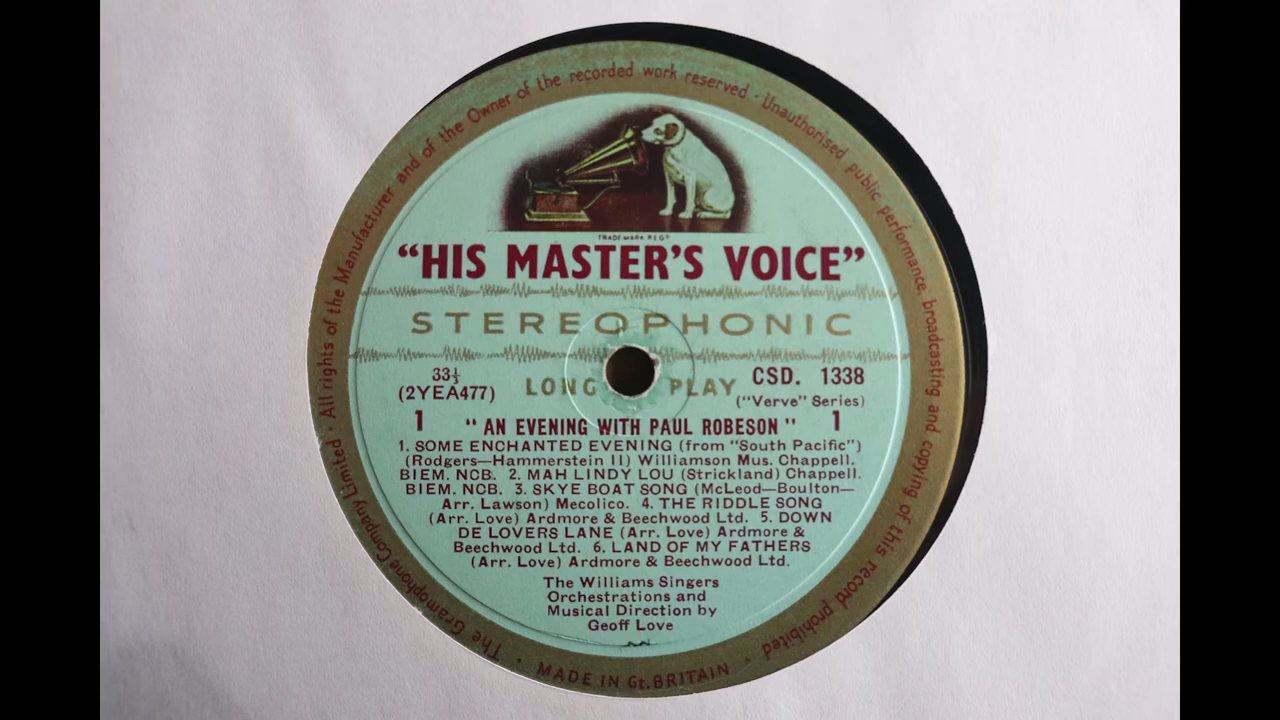 The Gramophone Company Limited · All rights of the Manufacturer and of the Owner of the recorded work reserved · Unauthorised public performance, broadcasting and copying of this record prohibited
TRADE MARK REGD
“HIS MASTER'S VOICE”
STEREOPHONIC
33⅓
(2YEA477)
LONG PLAY
CSD. 1338
("Verve" Series)
1 "AN EVENING WITH PAUL ROBESON" 1
1. SOME ENCHANTED EVENING (from "South Pacific")
(Rodgers—Hammerstein II) Williamson Mus. Chappell.
BIEM. NCB. 2. MAH LINDY LOU (Strickland) Chappell.
BIEM. NCB. 3. SKYE BOAT SONG (McLeod—Boulton—
Arr. Lawson) Mecolico. 4. THE RIDDLE SONG
(Arr. Love) Ardmore & Beechwood Ltd. 5. DOWN
DE LOVERS LANE (Arr. Love) Ardmore &
Beechwood Ltd. 6. LAND OF MY FATHERS
(Arr. Love) Ardmore & Beechwood Ltd.
The Williams Singers
Orchestrations and
Musical Direction by
Geoff Love
· MADE IN Gt. BRITAIN ·